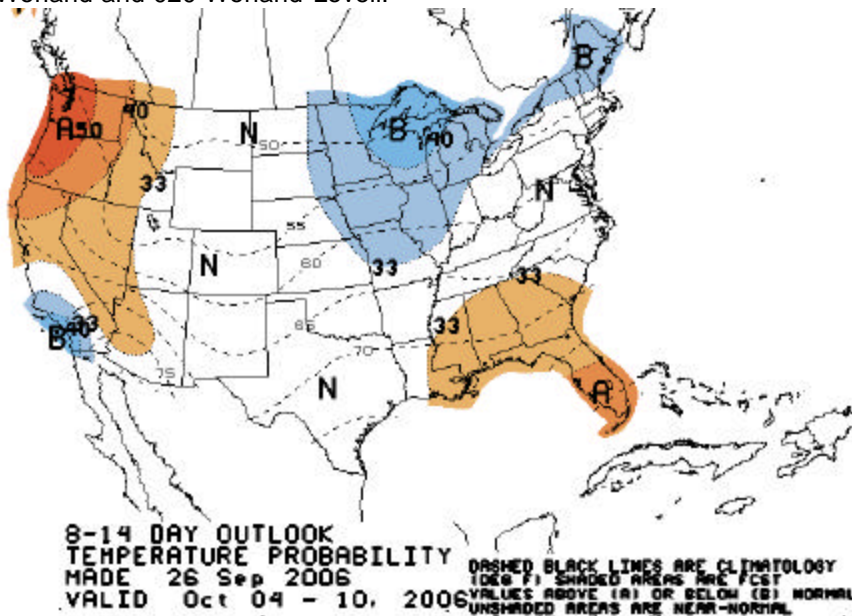 B
A50
40
N
50
B
40
33
N
55
N
60
33
33
33
B40
33
65
70
75
N
A
8-14 DAY OUTLOOK
TEMPERATURE PROBABILITY
MADE 26 Sep 2006
VALID Oct 04 - 10, 2006
DASHED BLACK LINES ARE CLIMATOLOGY
(DEG F) SHADED AREAS ARE FCST
VALUES ABOVE (A) OR BELOW (B) NORMAL
UNSHADED AREAS ARE NEAR-NORMAL